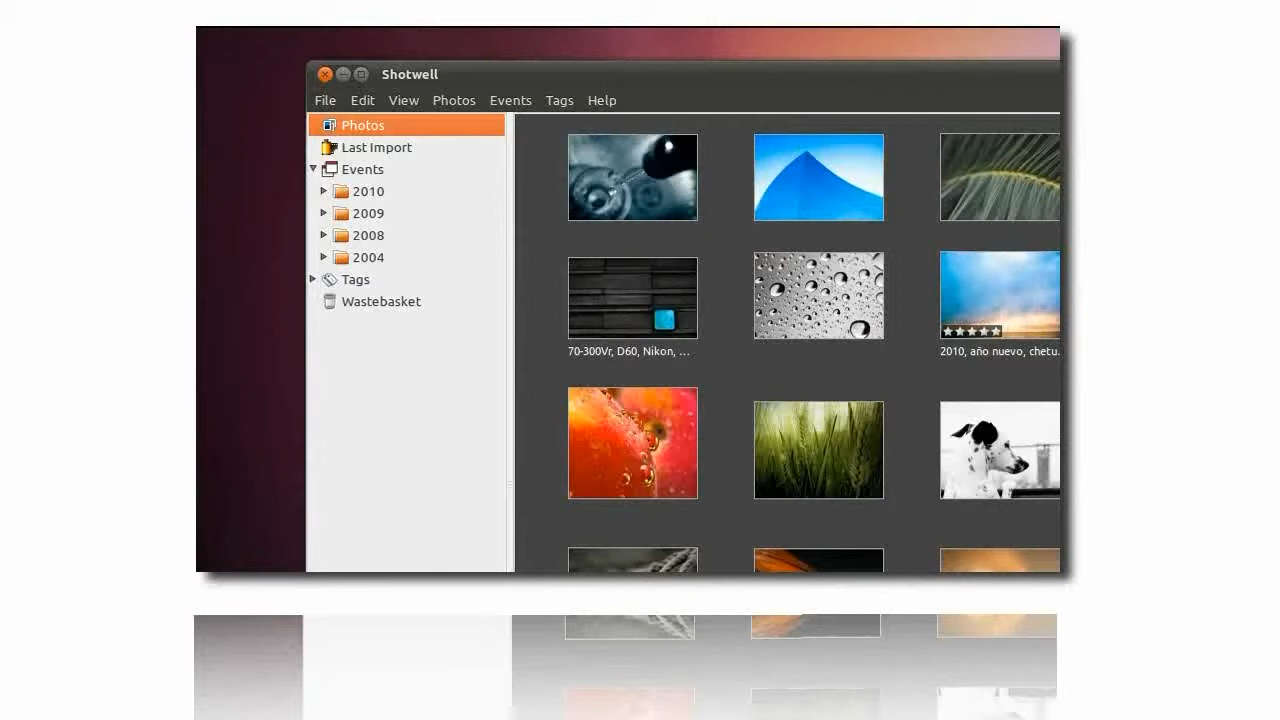 Shotwell
File Edit View Photos Events Tags Help
Photos
Last Import
Events
2010
2009
2008
2004
Tags
Wastebasket
70-300Vr, D60, Nikon, ...
2010, año nuevo, chetu.